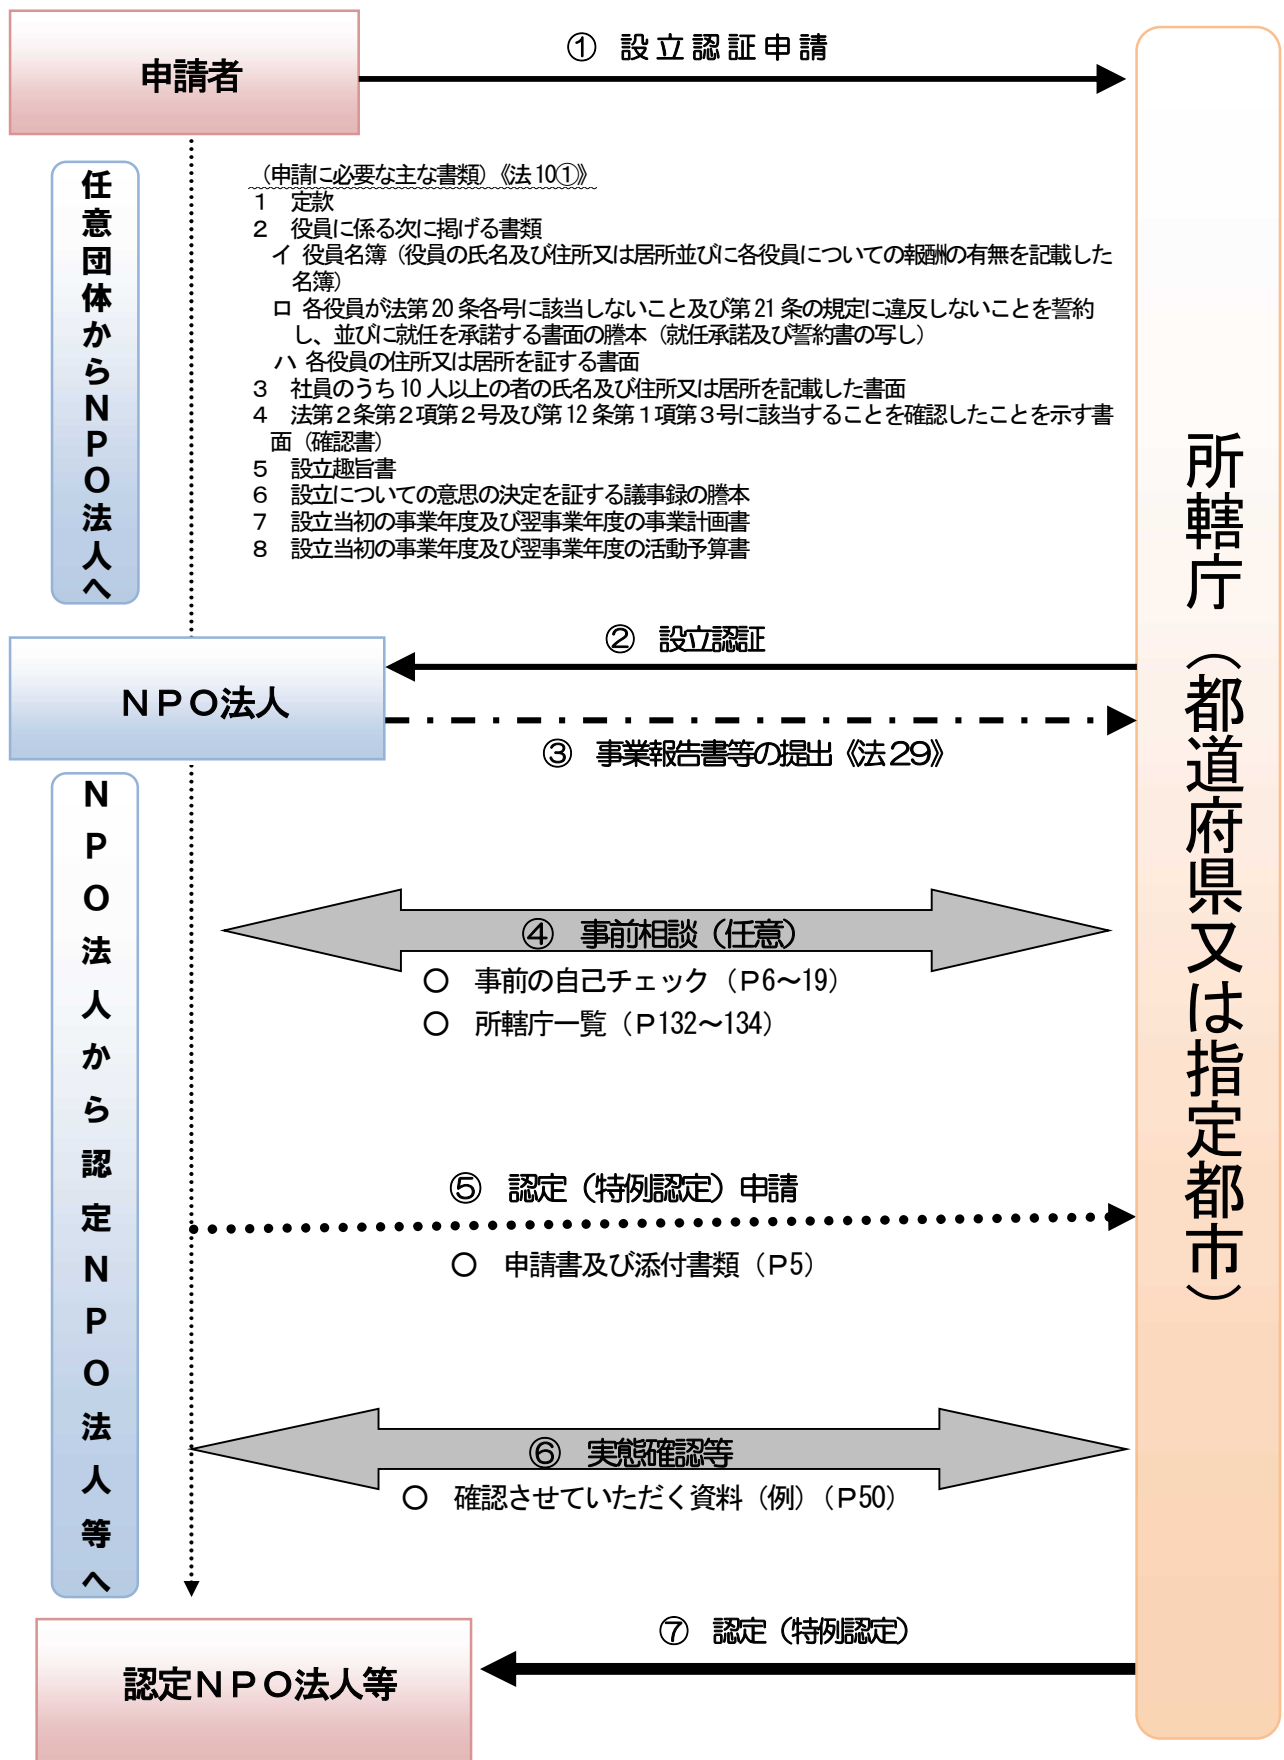 申請者
① 設立認証申請
任意団体からNPO法人へ
（申請に必要な主な書類）《法10①》
１　定款
２　役員に係る次に掲げる書類
イ 役員名簿（役員の氏名及び住所又は居所並びに各役員についての報酬の有無を記載した
名簿）
ロ 各役員が法第20条各号に該当しないこと及び第21条の規定に違反しないことを誓約
し、並びに就任を承諾する書面の謄本（就任承諾及び誓約書の写し）
ハ 各役員の住所又は居所を証する書面
３　社員のうち10人以上の者の氏名及び住所又は居所を記載した書面
４　法第２条第２項第２号及び第12条第１項第３号に該当することを確認したことを示す書
面（確認書）
５　設立趣旨書
６　設立についての意思の決定を証する議事録の謄本
７　設立当初の事業年度及び翌事業年度の事業計画書
８　設立当初の事業年度及び翌事業年度の活動予算書
② 設立認証
ＮＰＯ法人
③ 事業報告書等の提出《法29》
NPO法人から認定NPO法人等へ
④ 事前相談（任意）
○　事前の自己チェック（Ｐ6～19）
○　所轄庁一覧（Ｐ132～134）
⑤ 認定（特例認定）申請
○　申請書及び添付書類（Ｐ5）
⑥ 実態確認等
○　確認させていただく資料（例）（Ｐ50）
⑦ 認定（特例認定）
認定ＮＰＯ法人等
所轄庁（都道府県又は指定都市）